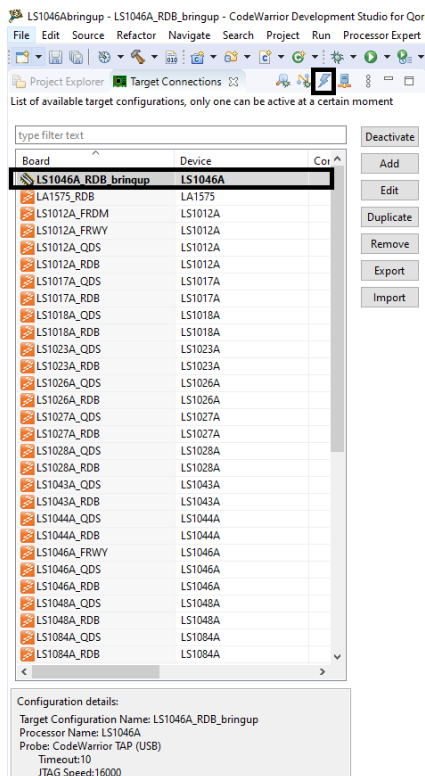 LS1046Abringup - LS1046A_RDB_bringup - CodeWarrior Development Studio for Qor
File Edit Source Refactor Navigate Search Project Run Processor Expert
Project Explorer Target Connections
List of available target configurations, only one can be active at a certain moment
type filter text
Deactivate
Board Device Cor
Add
LS1046A_RDB_bringup LS1046A
Edit
LA1575_RDB LA1575
LS1012A_FRDM LS1012A
Duplicate
LS1012A_FRWY LS1012A
LS1012A_QDS LS1012A
Remove
LS1012A_RDB LS1012A
Export
LS1017A_QDS LS1017A
LS1017A_RDB LS1017A
Import
LS1018A_QDS LS1018A
LS1018A_RDB LS1018A
LS1023A_QDS LS1023A
LS1023A_RDB LS1023A
LS1026A_QDS LS1026A
LS1026A_RDB LS1026A
LS1027A_QDS LS1027A
LS1027A_RDB LS1027A
LS1028A_QDS LS1028A
LS1028A_RDB LS1028A
LS1043A_QDS LS1043A
LS1043A_RDB LS1043A
LS1044A_QDS LS1044A
LS1044A_RDB LS1044A
LS1046A_FRWY LS1046A
LS1046A_QDS LS1046A
LS1046A_RDB LS1046A
LS1048A_QDS LS1048A
LS1048A_RDB LS1048A
LS1084A_QDS LS1084A
LS1084A_RDB LS1084A
Configuration details:
Target Configuration Name: LS1046A_RDB_bringup
Processor Name: LS1046A
Probe: CodeWarrior TAP (USB)
Timeout:10
JTAG Speed:16000